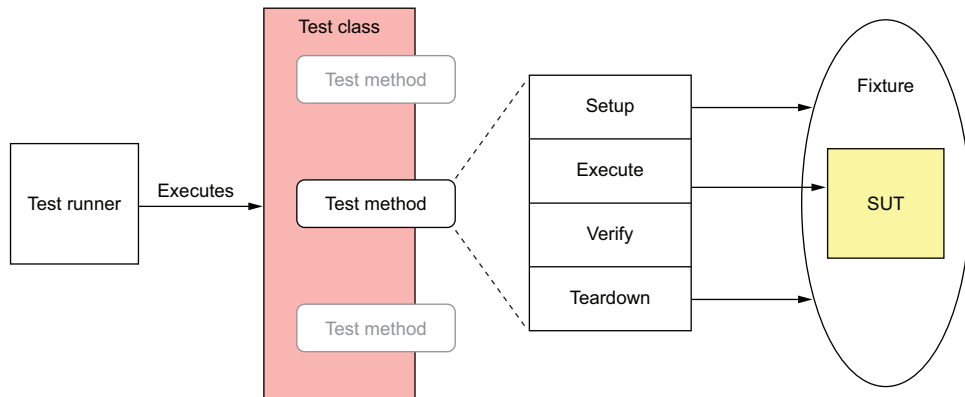 Test class
Test method
Test runner
Executes
Test method
Test method
Setup
Execute
Verify
Teardown
Fixture
SUT